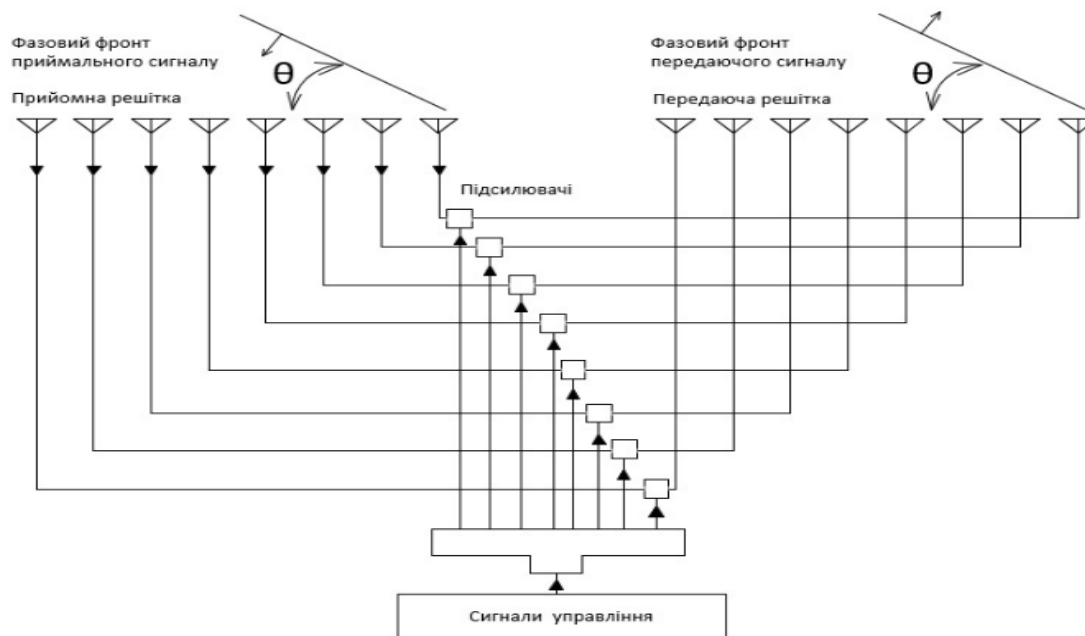 Фазовий фронт
приймального сигналу
θ
Прийомна решітка
Фазовий фронт
передаючого сигналу
θ
Передаюча решітка
Підсилювачі
Сигнали управління